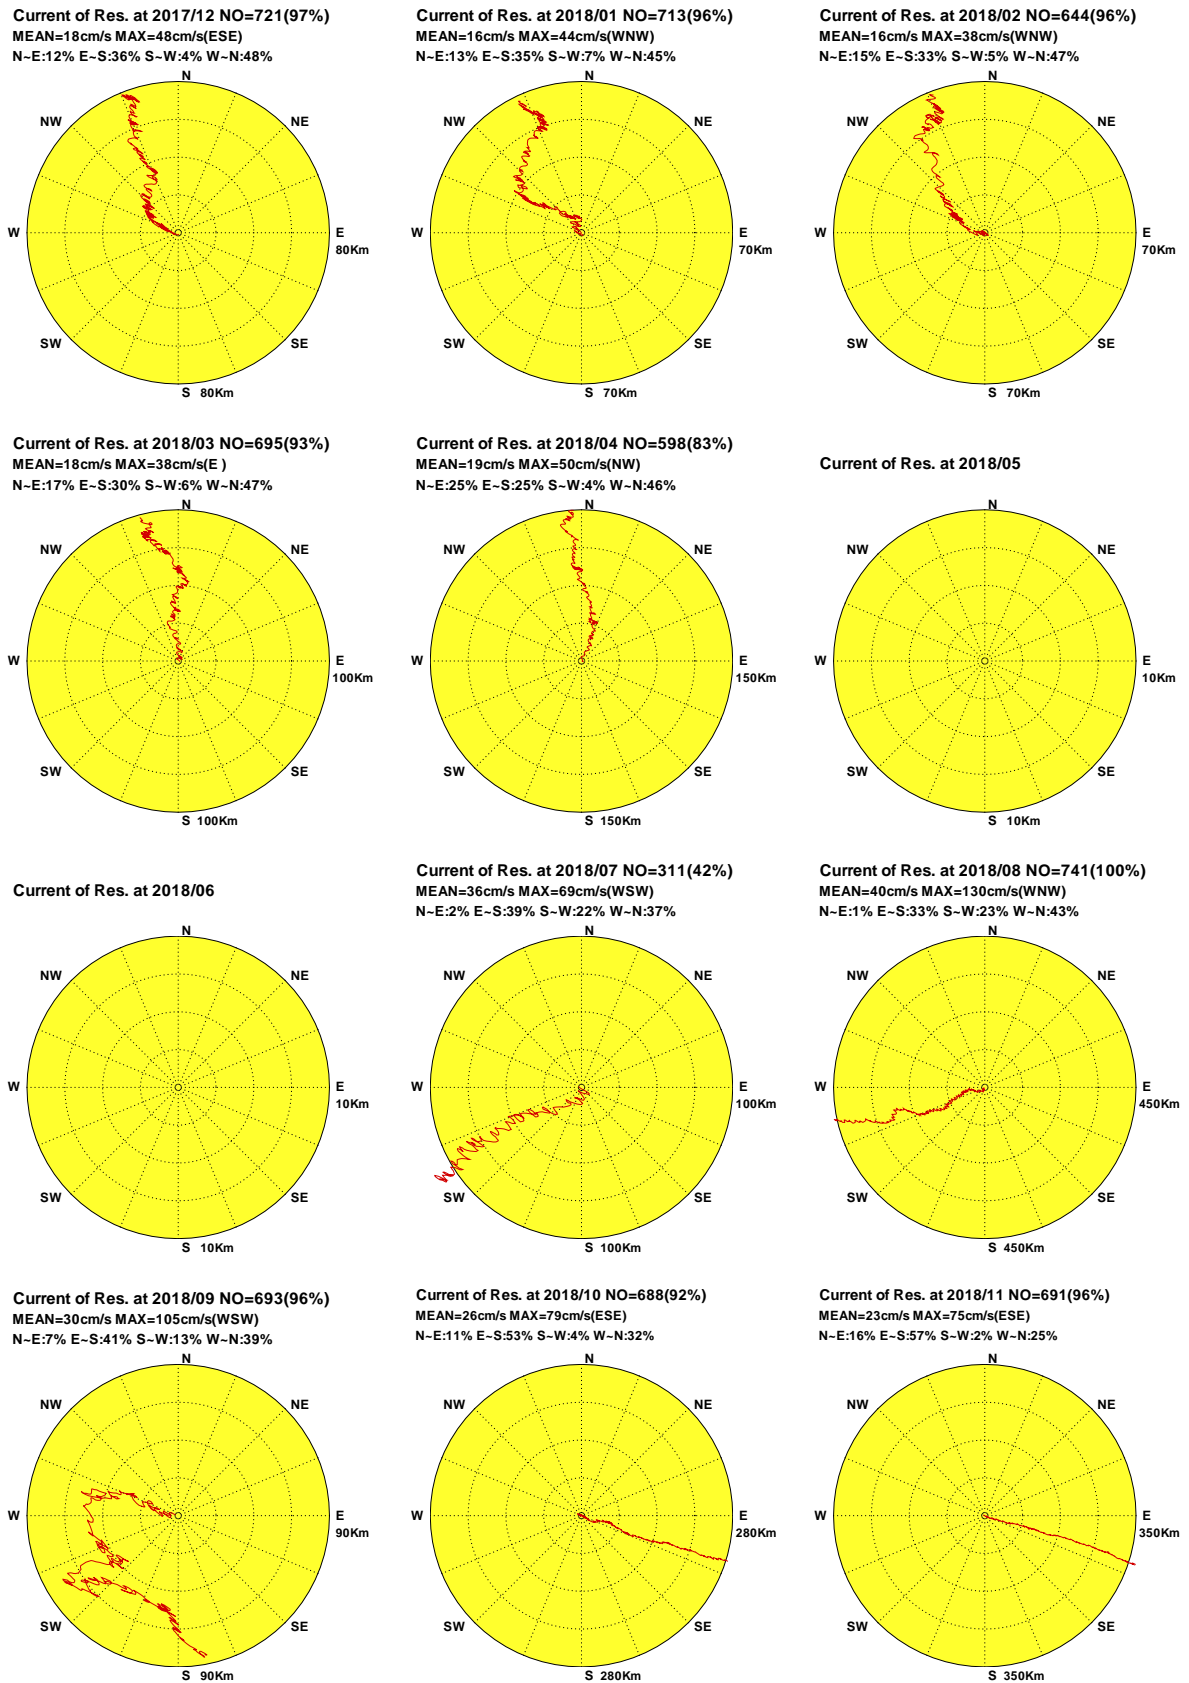 Current of Res. at 2017/12 NO=721(97%)
MEAN=18cm/s MAX=48cm/s(ESE)
N~E:12% E~S:36% S~W:4% W~N:48%
N
NW
NE
W
E
80Km
SW
SE
S 80Km
Current of Res. at 2018/01 NO=713(96%)
MEAN=16cm/s MAX=44cm/s(WNW)
N~E:13% E~S:35% S~W:7% W~N:45%
N
NW
NE
W
E
70Km
SW
SE
S 70Km
Current of Res. at 2018/02 NO=644(96%)
MEAN=16cm/s MAX=38cm/s(WNW)
N~E:15% E~S:33% S~W:5% W~N:47%
N
NW
NE
W
E
70Km
SW
SE
S 70Km
Current of Res. at 2018/03 NO=695(93%)
MEAN=18cm/s MAX=38cm/s(E )
N~E:17% E~S:30% S~W:6% W~N:47%
N
NW
NE
W
E
100Km
SW
SE
S 100Km
Current of Res. at 2018/04 NO=598(83%)
MEAN=19cm/s MAX=50cm/s(NW)
N~E:25% E~S:25% S~W:4% W~N:46%
N
NW
NE
W
E
150Km
SW
SE
S 150Km
Current of Res. at 2018/05
N
NW
NE
W
E
10Km
SW
SE
S 10Km
Current of Res. at 2018/06
N
NW
NE
W
E
10Km
SW
SE
S 10Km
Current of Res. at 2018/07 NO=311(42%)
MEAN=36cm/s MAX=69cm/s(WSW)
N~E:2% E~S:39% S~W:22% W~N:37%
N
NW
NE
W
E
100Km
SW
SE
S 100Km
Current of Res. at 2018/08 NO=741(100%)
MEAN=40cm/s MAX=130cm/s(WNW)
N~E:1% E~S:33% S~W:23% W~N:43%
N
NW
NE
W
E
450Km
SW
SE
S 450Km
Current of Res. at 2018/09 NO=693(96%)
MEAN=30cm/s MAX=105cm/s(WSW)
N~E:7% E~S:41% S~W:13% W~N:39%
N
NW
NE
W
E
90Km
SW
SE
S 90Km
Current of Res. at 2018/10 NO=688(92%)
MEAN=26cm/s MAX=79cm/s(ESE)
N~E:11% E~S:53% S~W:4% W~N:32%
N
NW
NE
W
E
280Km
SW
SE
S 280Km
Current of Res. at 2018/11 NO=691(96%)
MEAN=23cm/s MAX=75cm/s(ESE)
N~E:16% E~S:57% S~W:2% W~N:25%
N
NW
NE
W
E
350Km
SW
SE
S 350Km